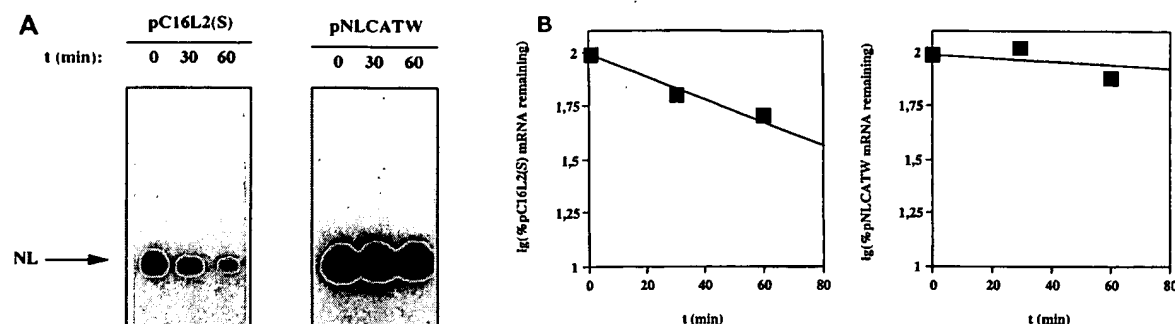 A
pC16L2(S)
pNLCATW
t (min):
0 30 60
0 30 60
NL
B
lg(%pC16L2(S) mRNA remaining)
2
1,75
1,5
1,25
1
0 20 40 60 80
t (min)
lg(%pNLCATW mRNA remaining)
2
1,75
1,5
1,25
1
0 20 40 60 80
t (min)